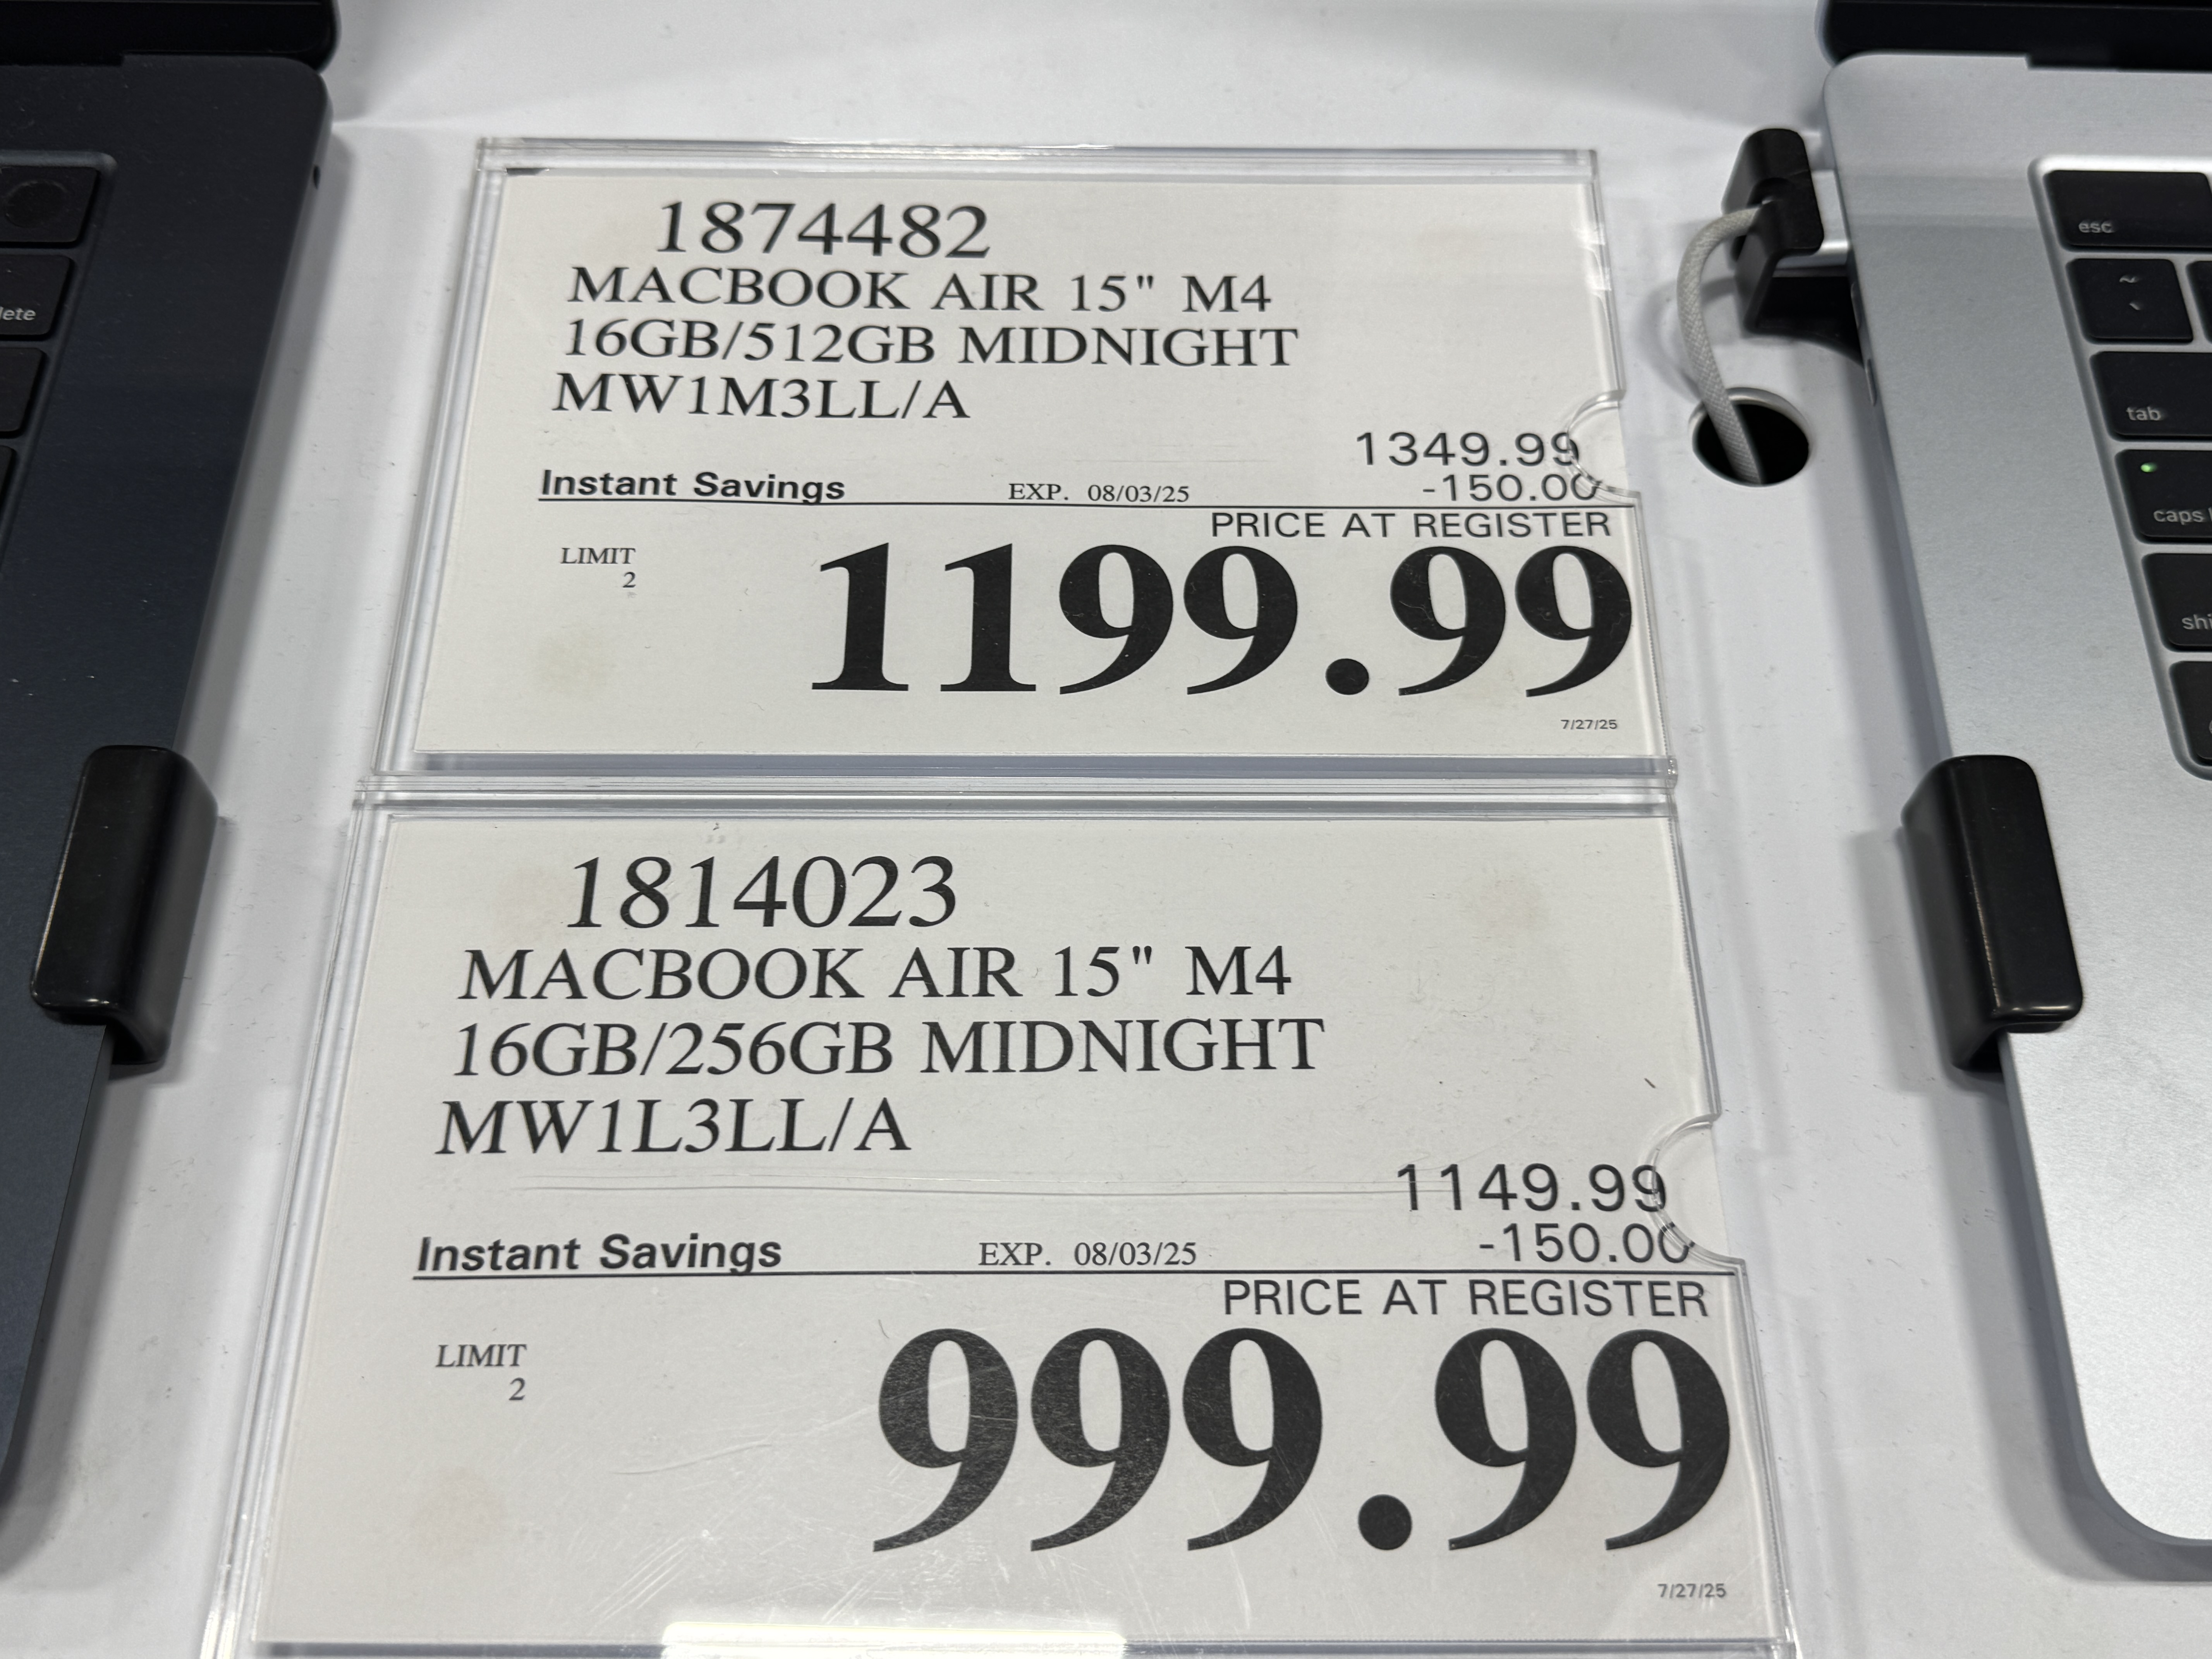 1874482
MACBOOK AIR 15" M4
16GB/512GB MIDNIGHT
MW1M3LL/A
1349.99
Instant Savings EXP. 08/03/25 -150.00
PRICE AT REGISTER
LIMIT
2
1199.99
7/27/25
1814023
MACBOOK AIR 15" M4
16GB/256GB MIDNIGHT
MW1L3LL/A
1149.99
-150.00
Instant Savings EXP. 08/03/25
PRICE AT REGISTER
LIMIT
2
999.99
7/27/25
lete
esc
~
`
tab
caps l
shi